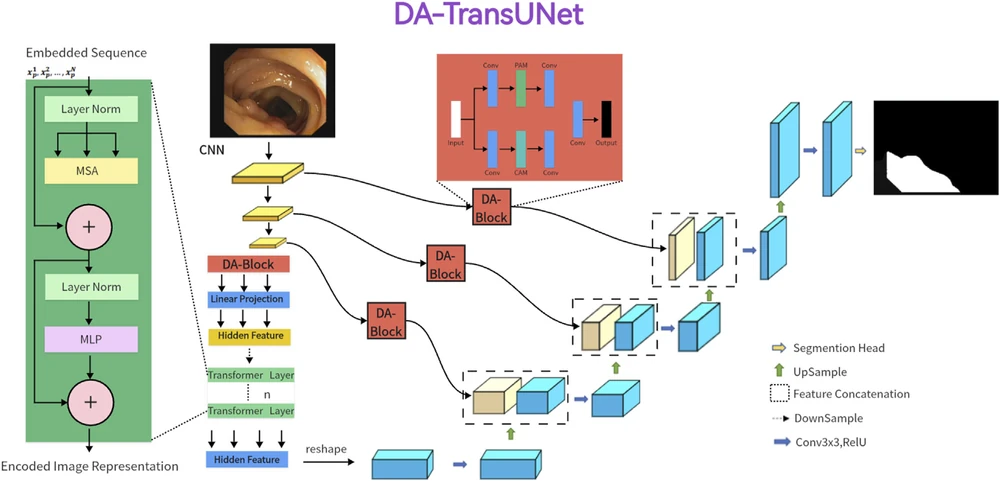 DA-TransUNet
Embedded Sequence
x_p^1, x_p^2, ..., x_p^N
Layer Norm
MSA
+
Layer Norm
MLP
+
Encoded Image Representation
CNN
DA-Block
Linear Projection
Hidden Feature
Transformer Layer
n
Transformer Layer
Hidden Feature
reshape
Conv
PAM
Conv
Input
Conv
Output
Conv
CAM
Conv
DA-
Block
DA-
Block
DA-
Block
Segmention Head
UpSample
Feature Concatenation
DownSample
Conv3x3,RelU